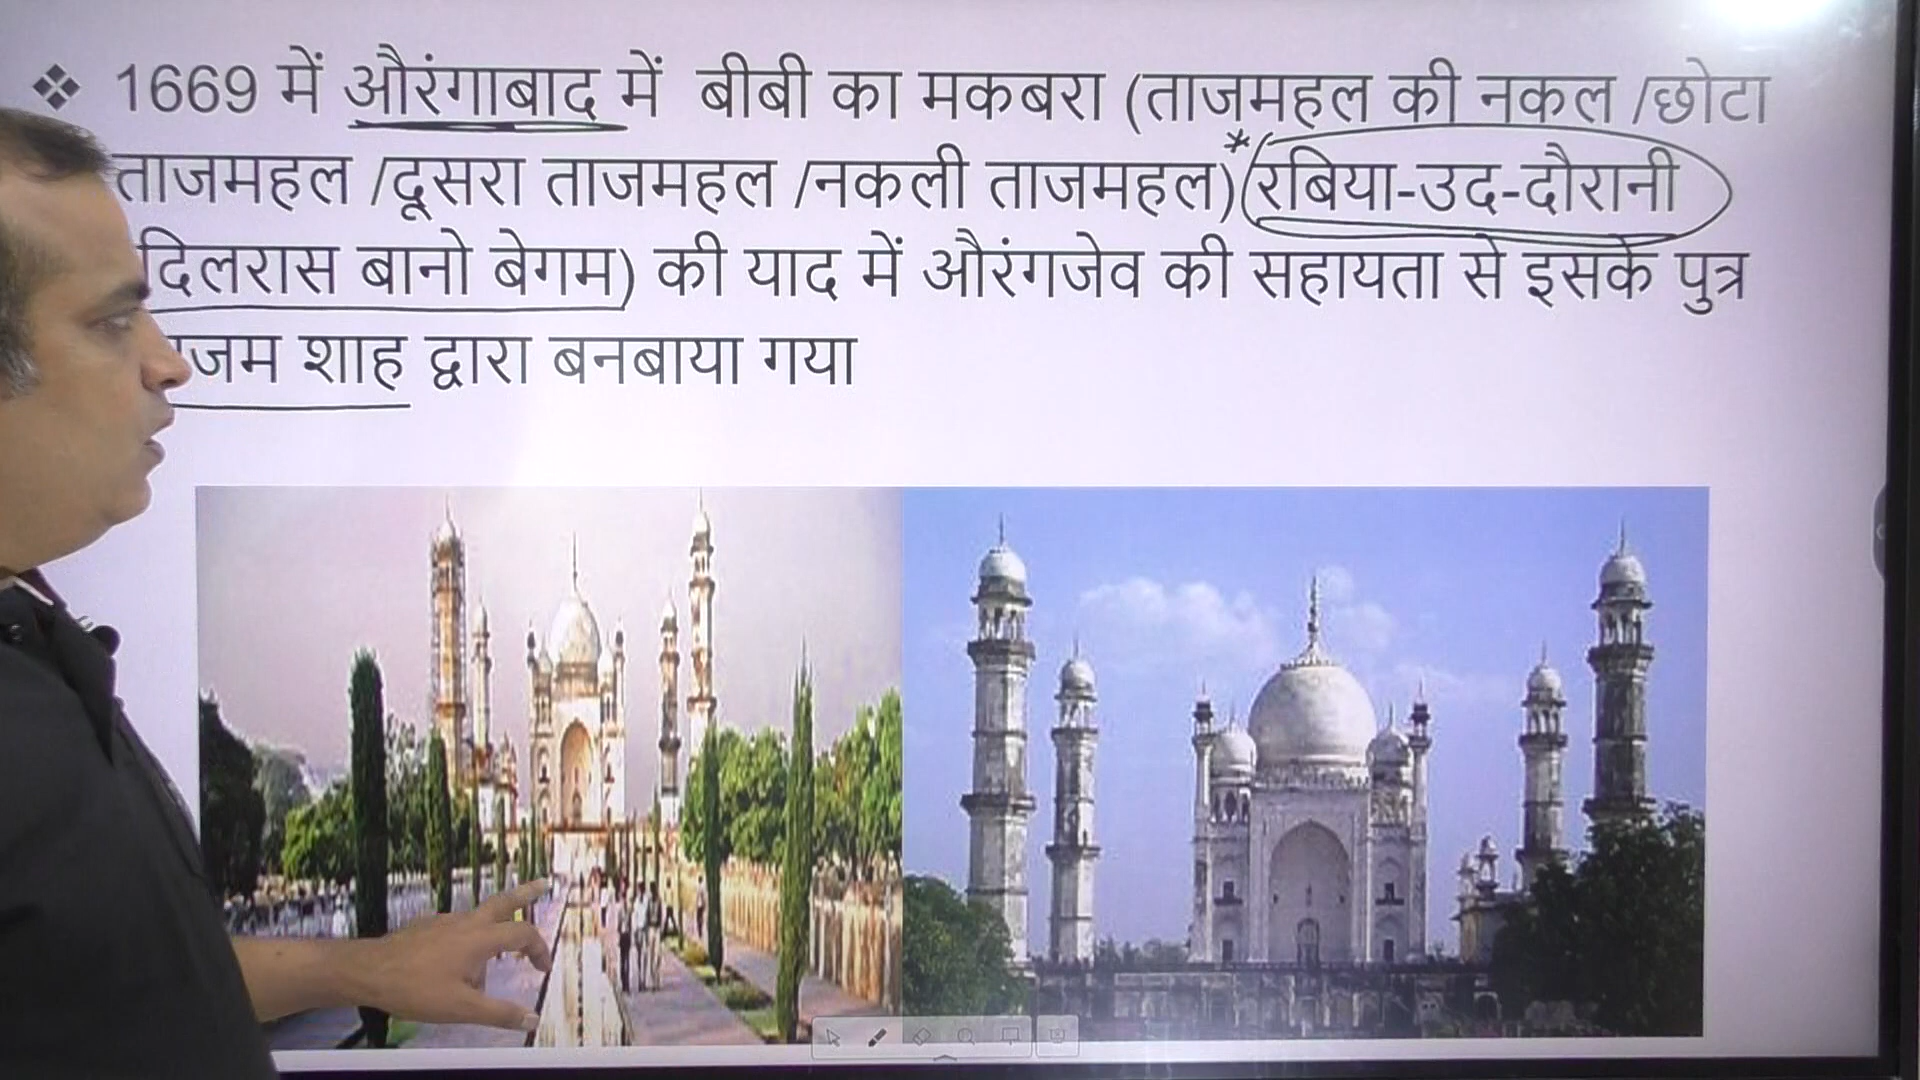 ❖ 1669 में औरंगाबाद में बीबी का मकबरा (ताजमहल की नकल /छोटा
ताजमहल /दूसरा ताजमहल /नकली ताजमहल)*(रबिया-उद-दौरानी
दिलरास बानो बेगम) की याद में औरंगजेव की सहायता से इसके पुत्र
शाह द्वारा बनबाया गया